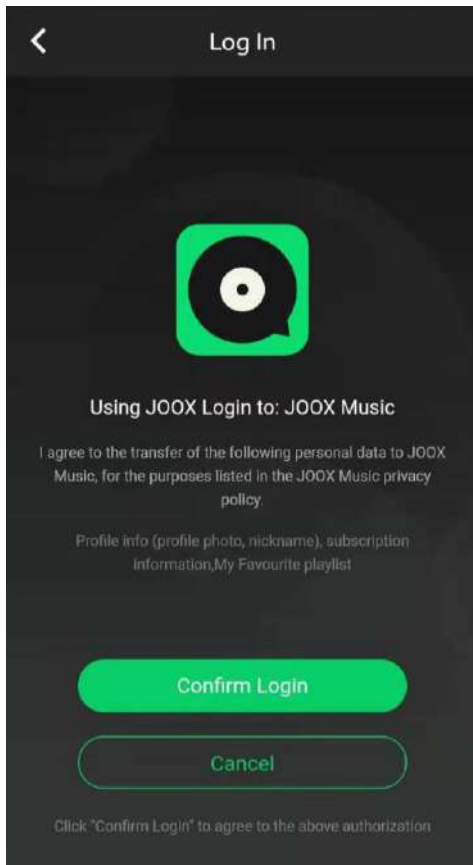 Log In
Using JOOX Login to: JOOX Music
I agree to the transfer of the following personal data to JOOX
Music, for the purposes listed in the JOOX Music privacy
policy.
Profile info (profile photo, nickname), subscription
information,My Favourite playlist
Confirm Login
Cancel
Click "Confirm Login" to agree to the above authorization